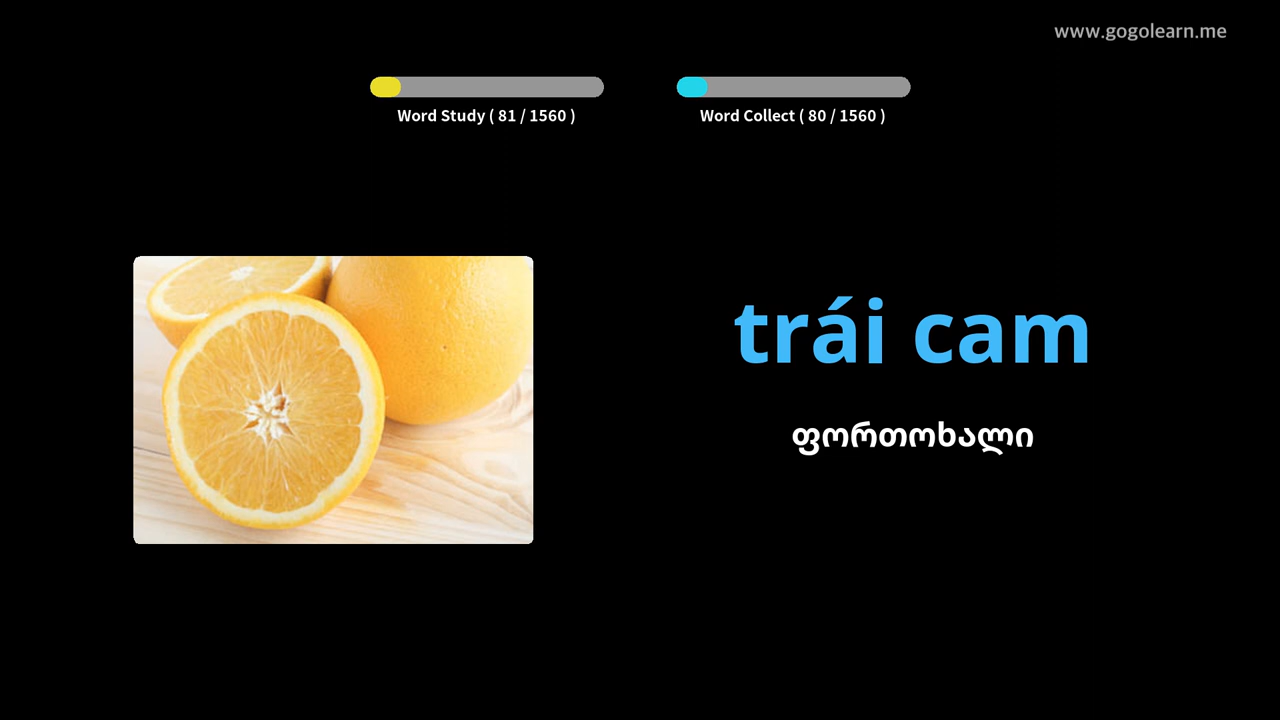 www.gogolearn.me
Word Study ( 81 / 1560 )
Word Collect ( 80 / 1560 )
trái cam
ფორთოხალი